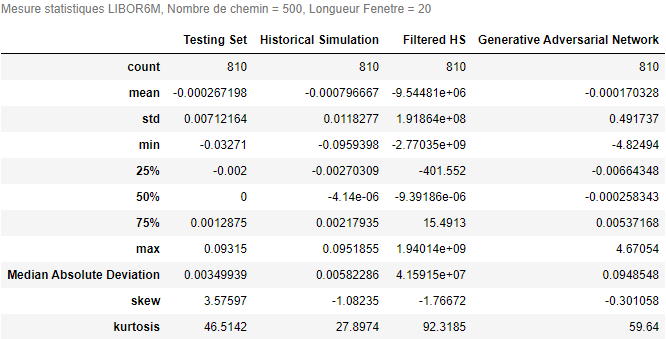 Mesure statistiques LIBOR6M, Nombre de chemin = 500, Longueur Fenetre = 20
Testing Set Historical Simulation Filtered HS Generative Adversarial Network
count 810 810 810 810
mean -0.000267198 -0.000796667 -9.54481e+06 -0.000170328
std 0.00712164 0.0118277 1.91864e+08 0.491737
min -0.03271 -0.0959398 -2.77035e+09 -4.82494
25% -0.002 -0.00270309 -401.552 -0.00664348
50% 0 -4.14e-06 -9.39186e-06 -0.000258343
75% 0.0012875 0.00217935 15.4913 0.00537168
max 0.09315 0.0951855 1.94014e+09 4.67054
Median Absolute Deviation 0.00349939 0.00582286 4.15915e+07 0.0948548
skew 3.57597 -1.08235 -1.76672 -0.301058
kurtosis 46.5142 27.8974 92.3185 59.64